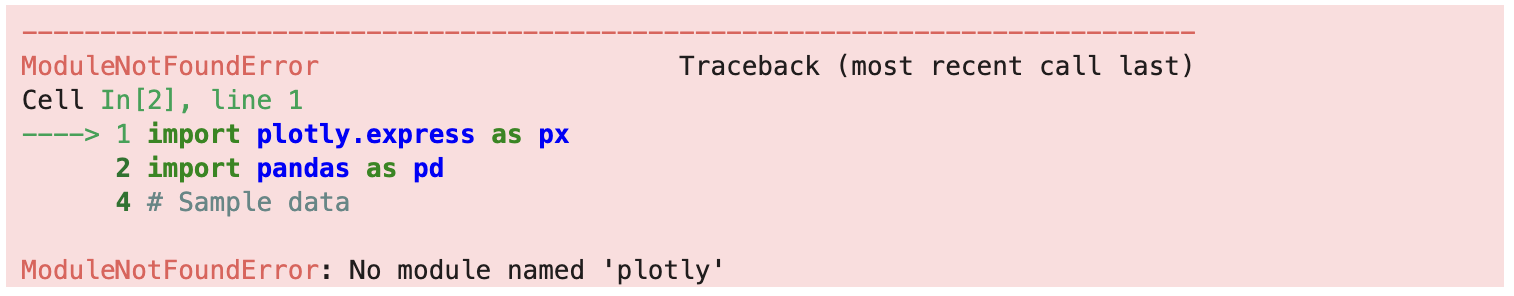 ---------------------------------------------------------------------------
ModuleNotFoundError                       Traceback (most recent call last)
Cell In[2], line 1
----> 1 import plotly.express as px
      2 import pandas as pd
      4 # Sample data

ModuleNotFoundError: No module named 'plotly'